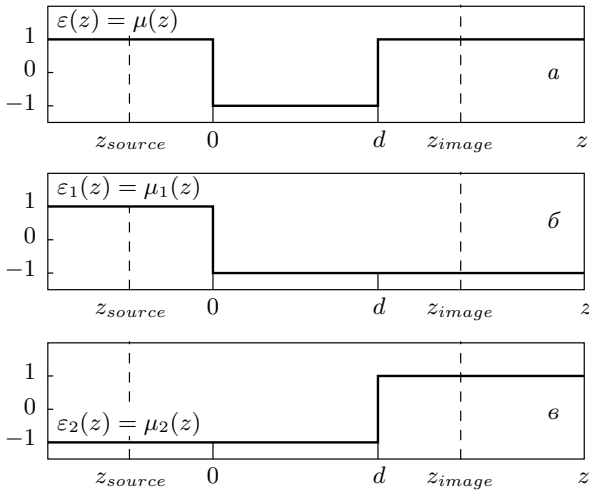 ε(z) = μ(z)
1
0
−1
а
z_source 0 d z_image z
ε₁(z) = μ₁(z)
1
0
−1
б
z_source 0 d z_image z
1
0
−1
ε₂(z) = μ₂(z)
в
z_source 0 d z_image z